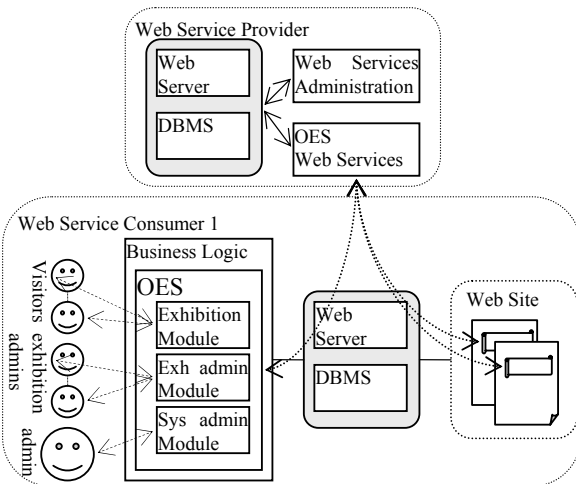 Web Service Provider
Web
Server
DBMS
Web Services
Administration
OES
Web Services
Web Service Consumer 1
Business Logic
OES
Visitors
exhibition
admins
admin
Exhibition
Module
Exh admin
Module
Sys admin
Module
Web
Server
DBMS
Web Site